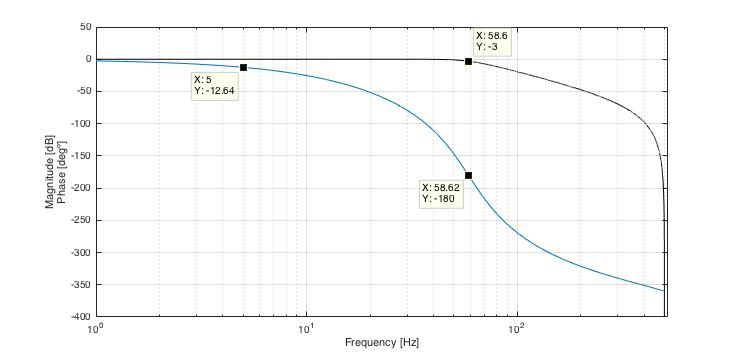 50
0
-50
-100
-150
-200
-250
-300
-350
-400
Magnitude [dB]
Phase [deg°]
X: 58.6
Y: -3
X: 5
Y: -12.64
X: 58.62
Y: -180
10^0
10^1
10^2
Frequency [Hz]